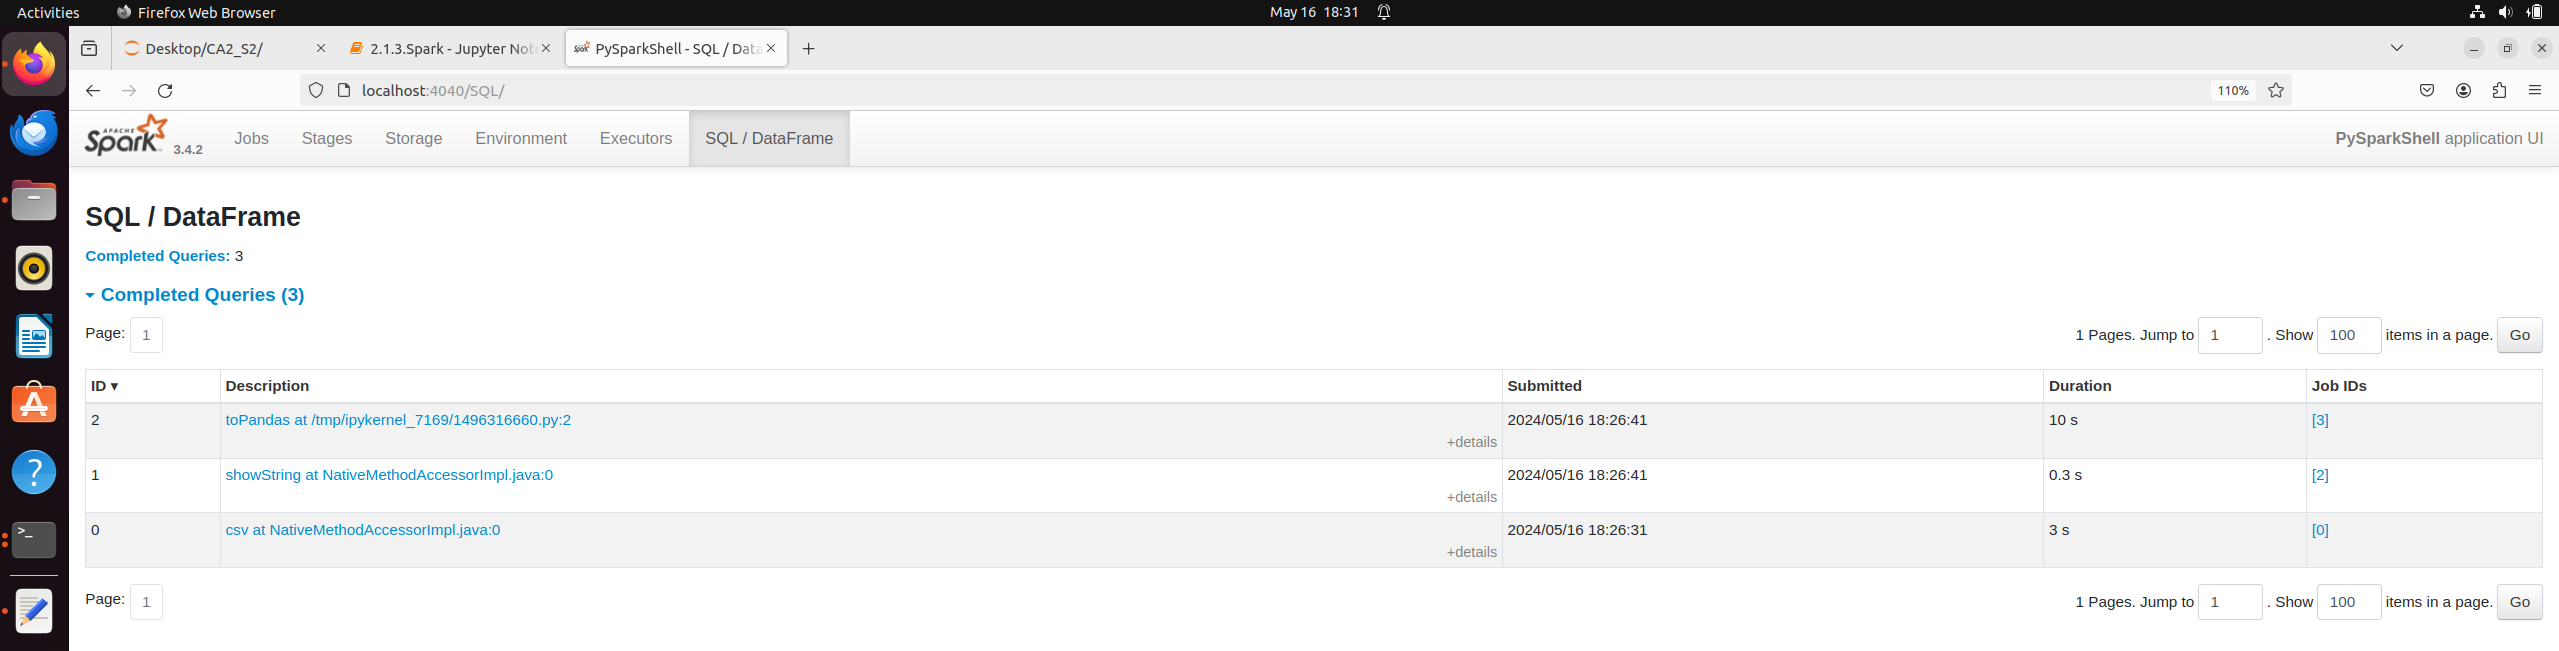 Activities Firefox Web Browser May 16 18:31
Desktop/CA2_S2/ 2.1.3.Spark - Jupyter Not PySparkShell - SQL / Data
localhost:4040/SQL/ 110%
APACHE Spark 3.4.2 Jobs Stages Storage Environment Executors SQL / DataFrame PySparkShell application UI
SQL / DataFrame
Completed Queries: 3
Completed Queries (3)
Page: 1 1 Pages. Jump to 1 . Show 100 items in a page. Go
ID ▾ Description Submitted Duration Job IDs
2 toPandas at /tmp/ipykernel_7169/1496316660.py:2 2024/05/16 18:26:41 10 s [3]
+details
1 showString at NativeMethodAccessorImpl.java:0 2024/05/16 18:26:41 0.3 s [2]
+details
0 csv at NativeMethodAccessorImpl.java:0 2024/05/16 18:26:31 3 s [0]
+details
Page: 1 1 Pages. Jump to 1 . Show 100 items in a page. Go